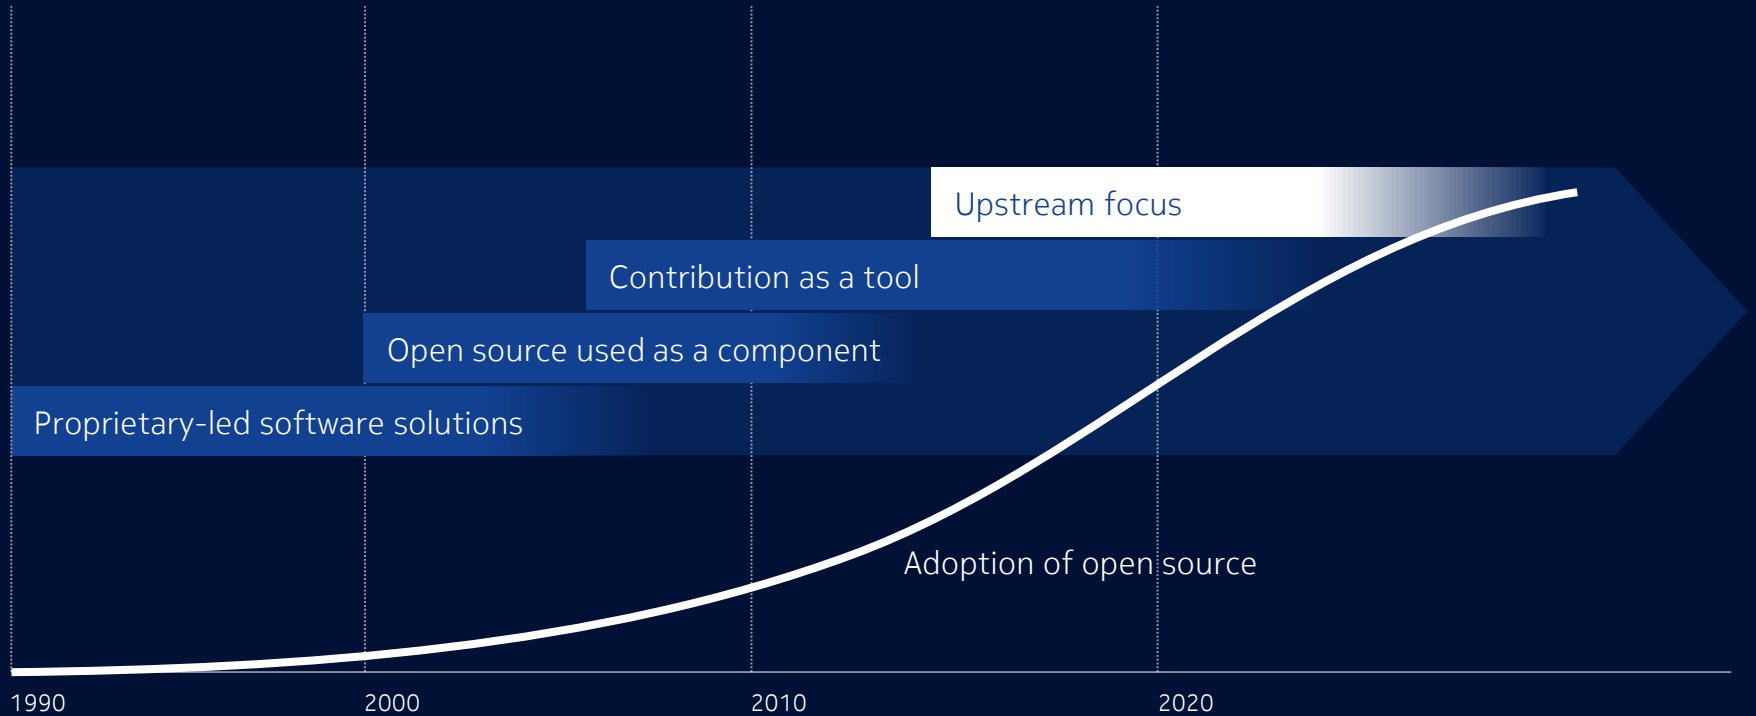 Upstream focus
Contribution as a tool
Open source used as a component
Proprietary-led software solutions
Adoption of open source
1990
2000
2010
2020